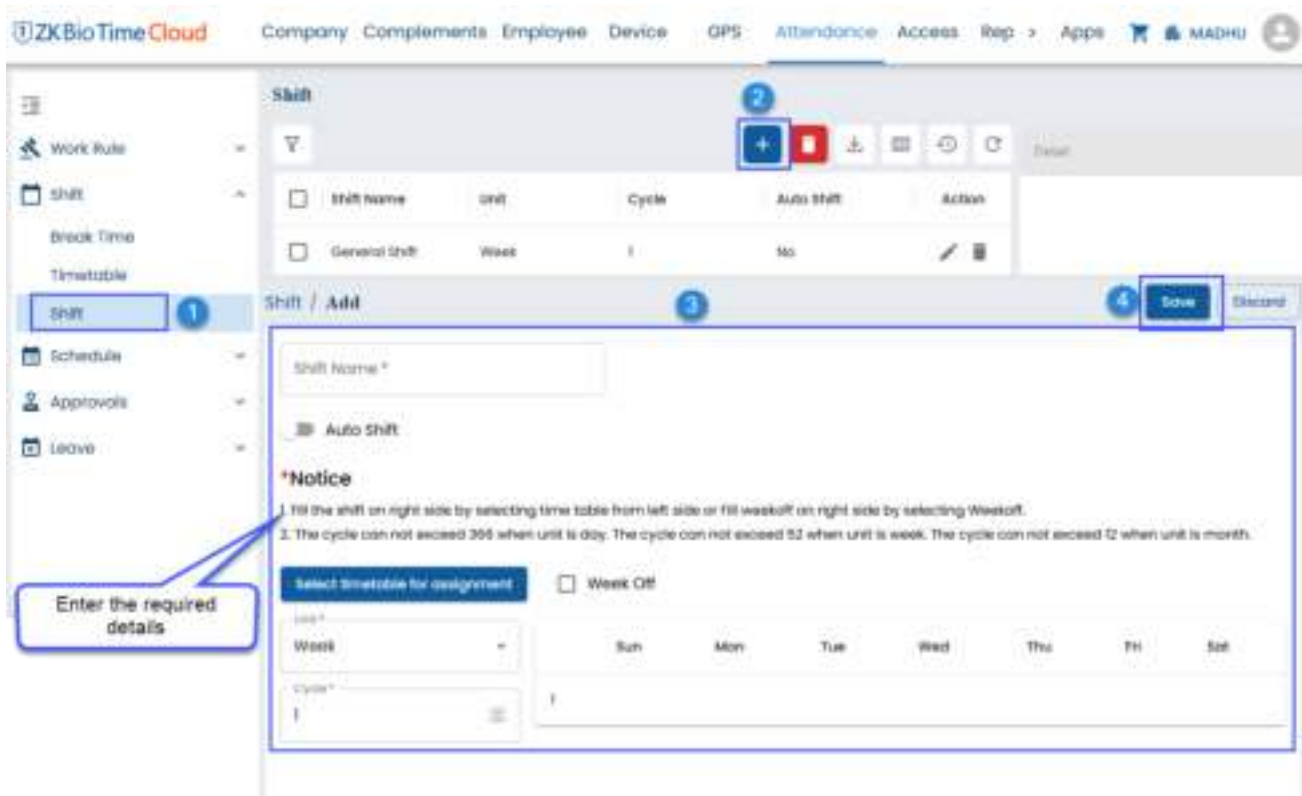 ZKBioTime Cloud Company Complements Employee Device GPS Attendance Access Rep > Apps MADHU
Shift
2
Work Rule
Detail
Shift
Shift Name Unit Cycle Auto Shift Action
Break Time
General Shift Week 1 No
Timetable
Shift / Add
3
4
Save
Discard
Shift
1
Schedule
Shift Name *
Approvals
Auto Shift
Leave
*Notice
1. Fill the shift on right side by selecting time table from left side or fill weekoff on right side by selecting Weekoff.
2. The cycle can not exceed 366 when unit is day. The cycle can not exceed 52 when unit is week. The cycle can not exceed 12 when unit is month.
Select timetable for assignment
Week Off
Enter the required
details
Unit *
Week
Sun Mon Tue Wed Thu Fri Sat
Cycle *
1
1